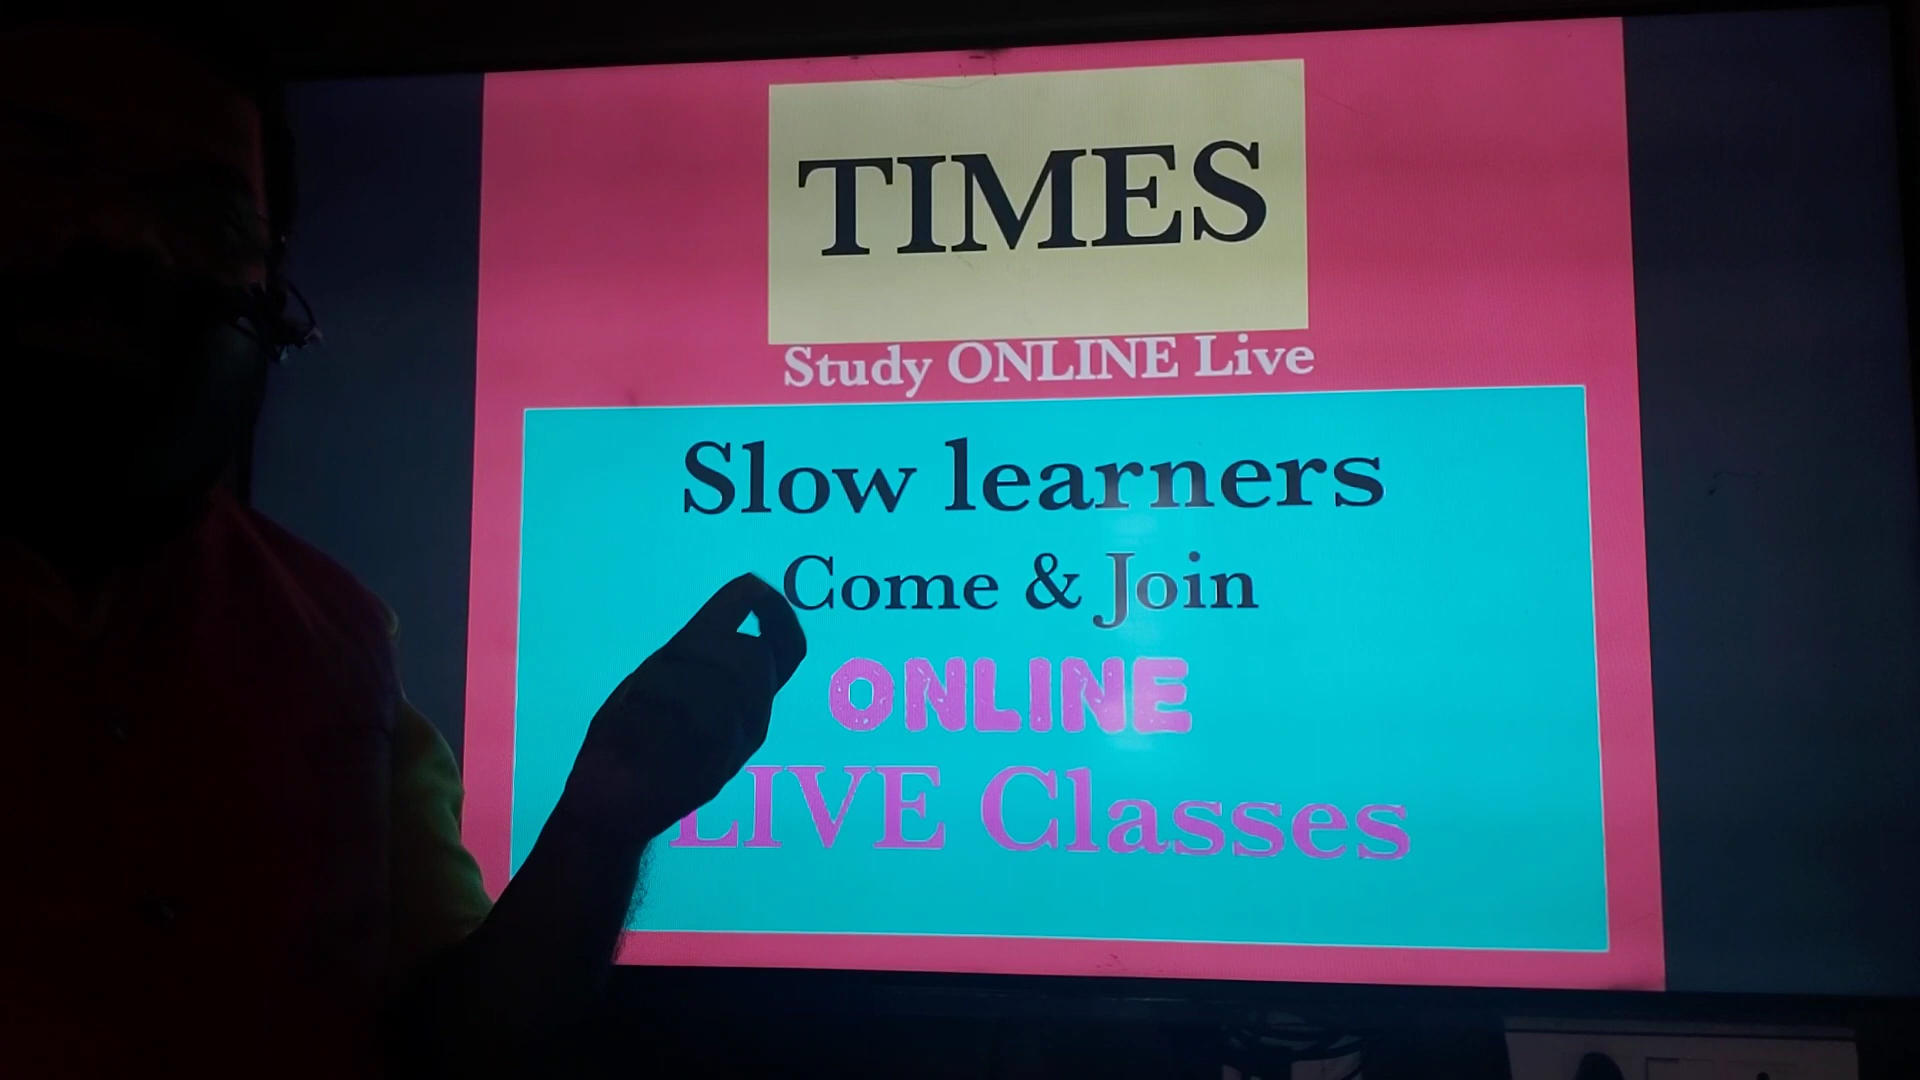 TIMES
Study ONLINE Live
Slow learners
Come & Join
ONLINE
LIVE Classes